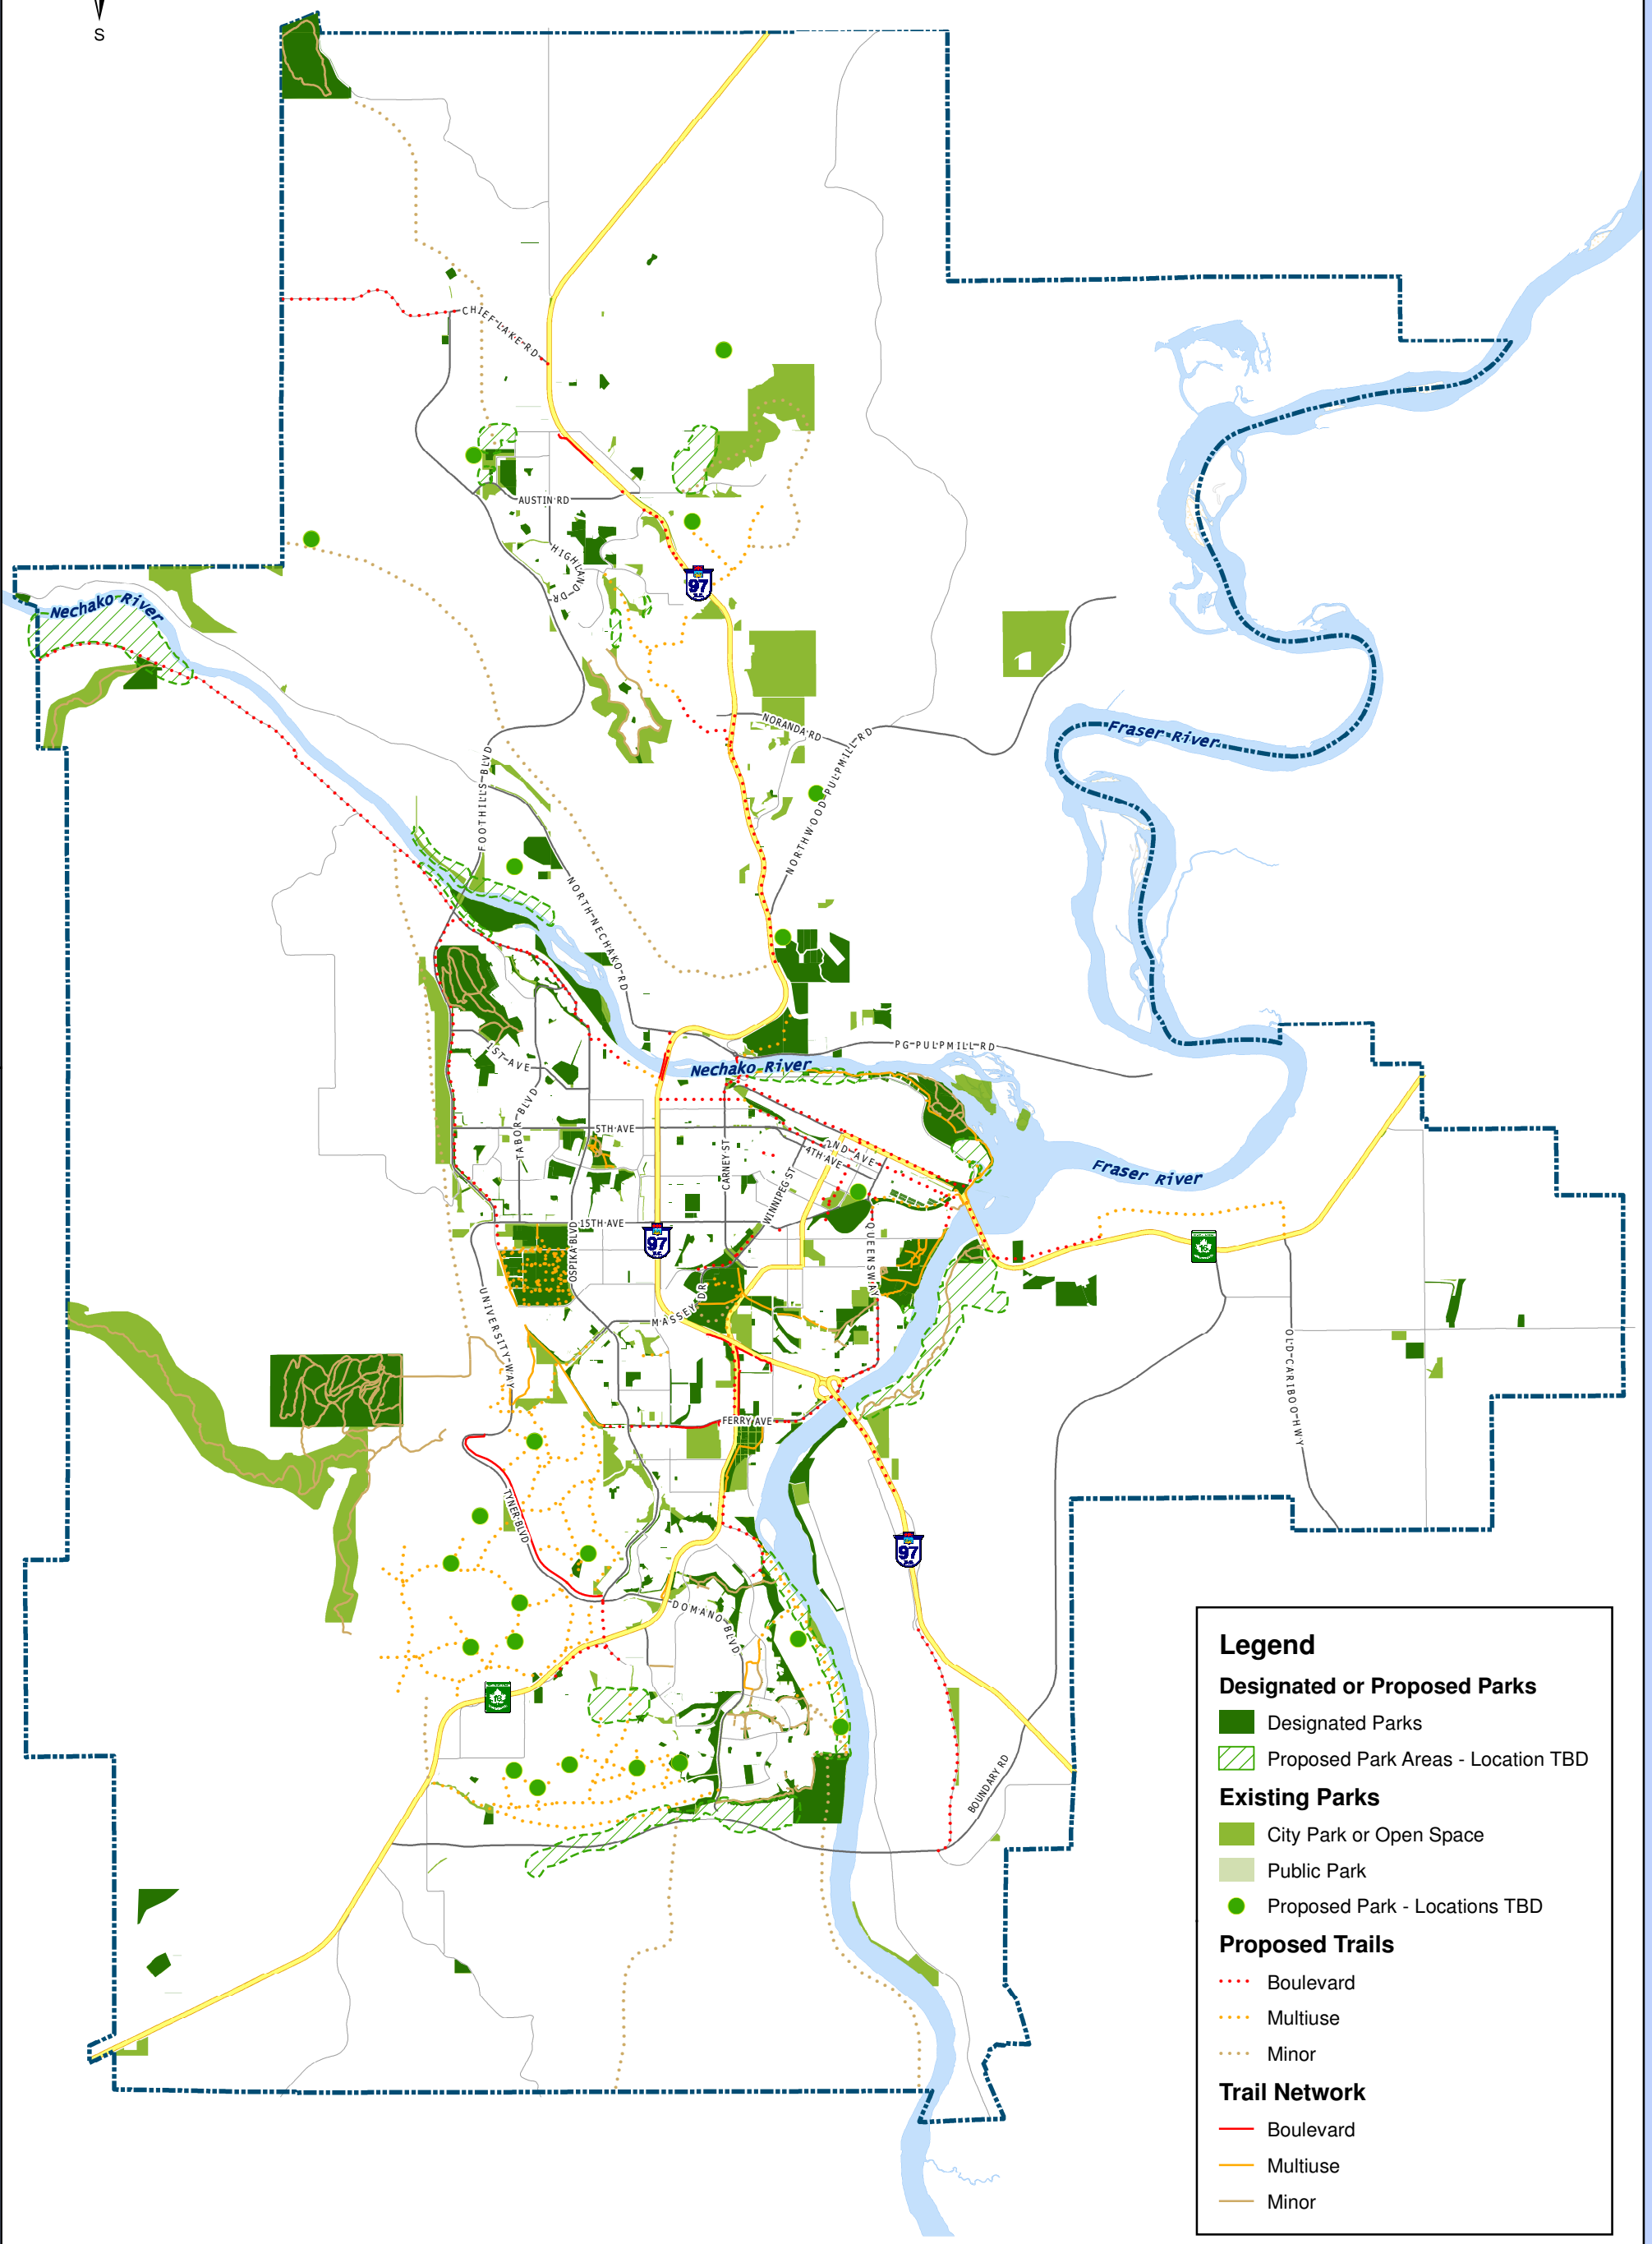 S
CHIEF LAKE RD
AUSTIN RD
HIGHLAND DR
97
Nechako River
NORANDA RD
Fraser River
NORTHWOOD PULPMILL RD
FOOTHILLS BLVD
NORTH NECHAKO RD
PG PULPMILL RD
1ST AVE
Nechako River
TABOR BLVD
5TH AVE
CARNEY ST
2ND AVE
4TH AVE
WINNIPEG ST
Fraser River
15TH AVE
OSPIKA BLVD
97
QUEENSWAY
16
UNIVERSITY WAY
MASSEY DR
OLD CARIBOO HWY
FERRY AVE
TYNER BLVD
97
DOMANO BLVD
16
BOUNDARY RD
Legend
Designated or Proposed Parks
Designated Parks
Proposed Park Areas - Location TBD
Existing Parks
City Park or Open Space
Public Park
Proposed Park - Locations TBD
Proposed Trails
Boulevard
Multiuse
Minor
Trail Network
Boulevard
Multiuse
Minor